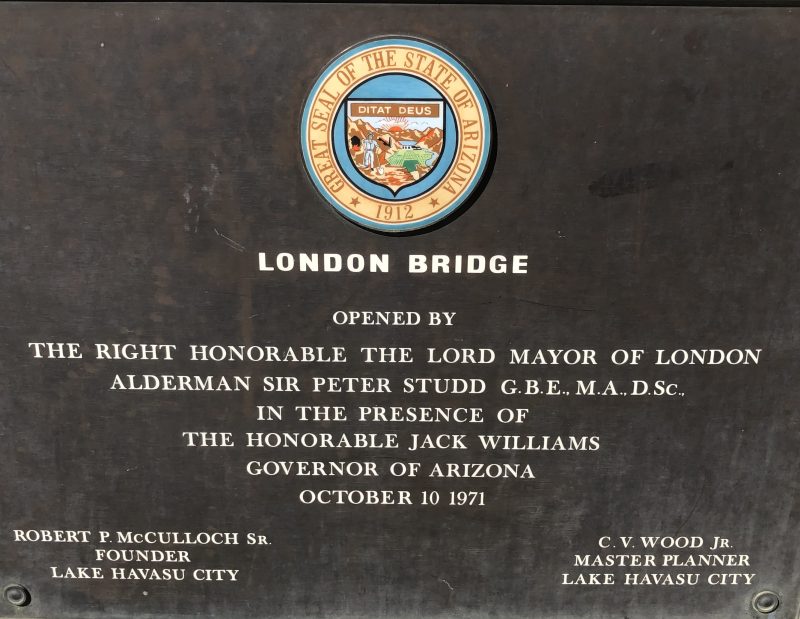 GREAT SEAL OF THE STATE OF ARIZONA
DITAT DEUS
1912
LONDON BRIDGE
OPENED BY
THE RIGHT HONORABLE THE LORD MAYOR OF LONDON
ALDERMAN SIR PETER STUDD G.B.E., M.A., D.Sc.,
IN THE PRESENCE OF
THE HONORABLE JACK WILLIAMS
GOVERNOR OF ARIZONA
OCTOBER 10 1971
ROBERT P. McCULLOCH SR.
FOUNDER
LAKE HAVASU CITY
C. V. WOOD JR.
MASTER PLANNER
LAKE HAVASU CITY